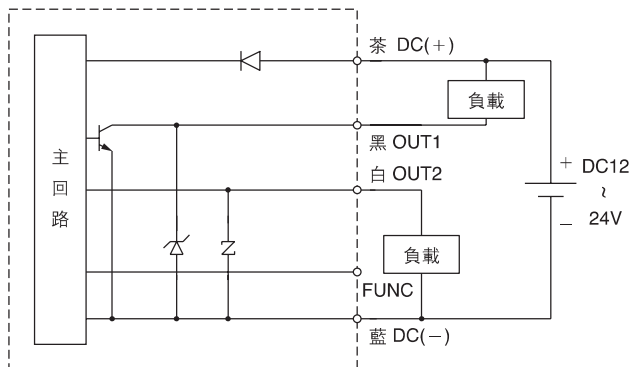 茶 DC(+)
負載
黑 OUT1
白 OUT2
主回路
+ DC12
~
24V
−
負載
FUNC
藍 DC(−)